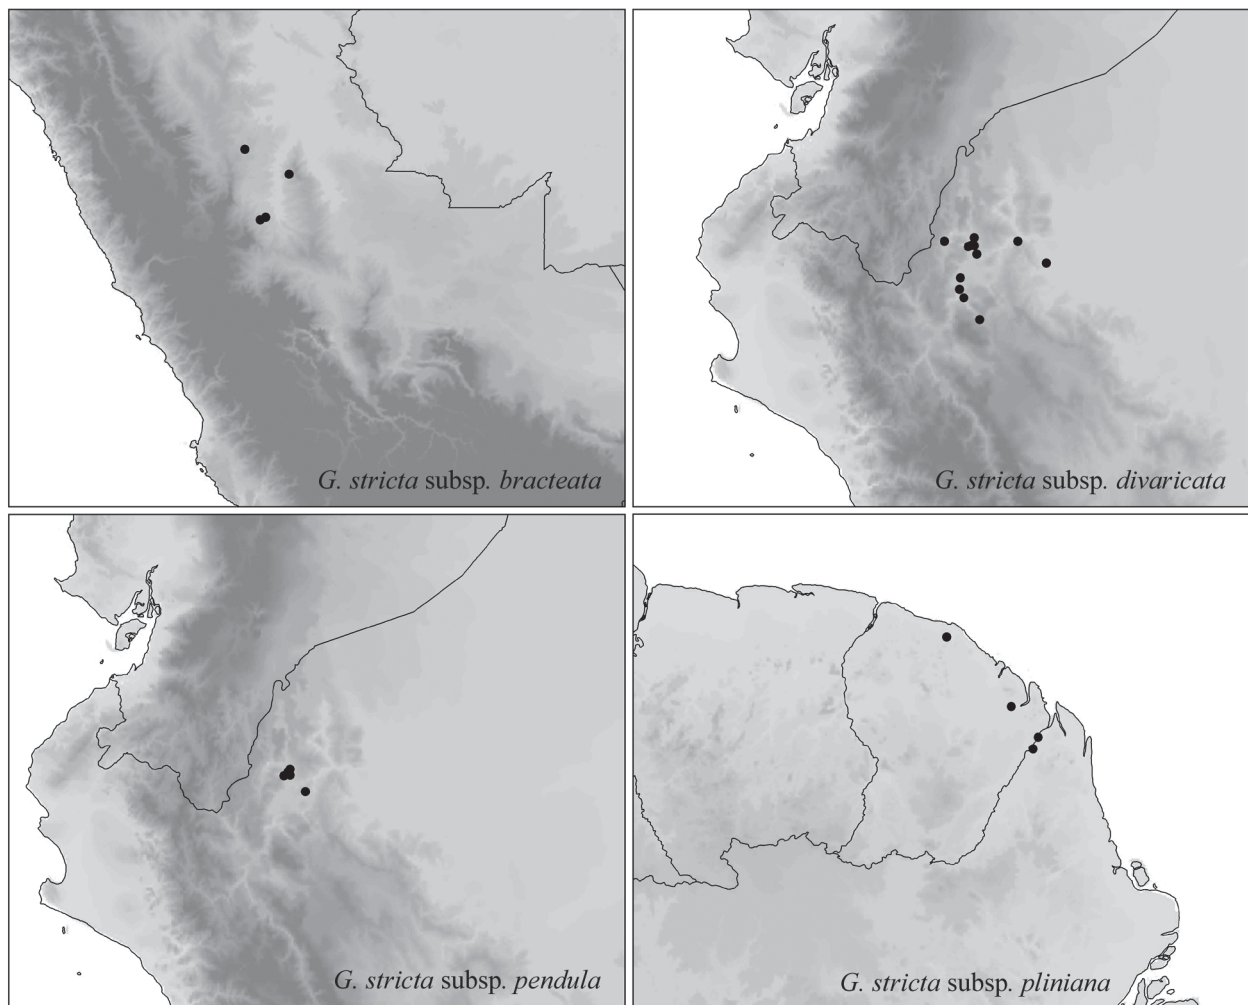 G. stricta subsp. bracteata
G. stricta subsp. divaricata
G. stricta subsp. pendula
G. stricta subsp. pliniana